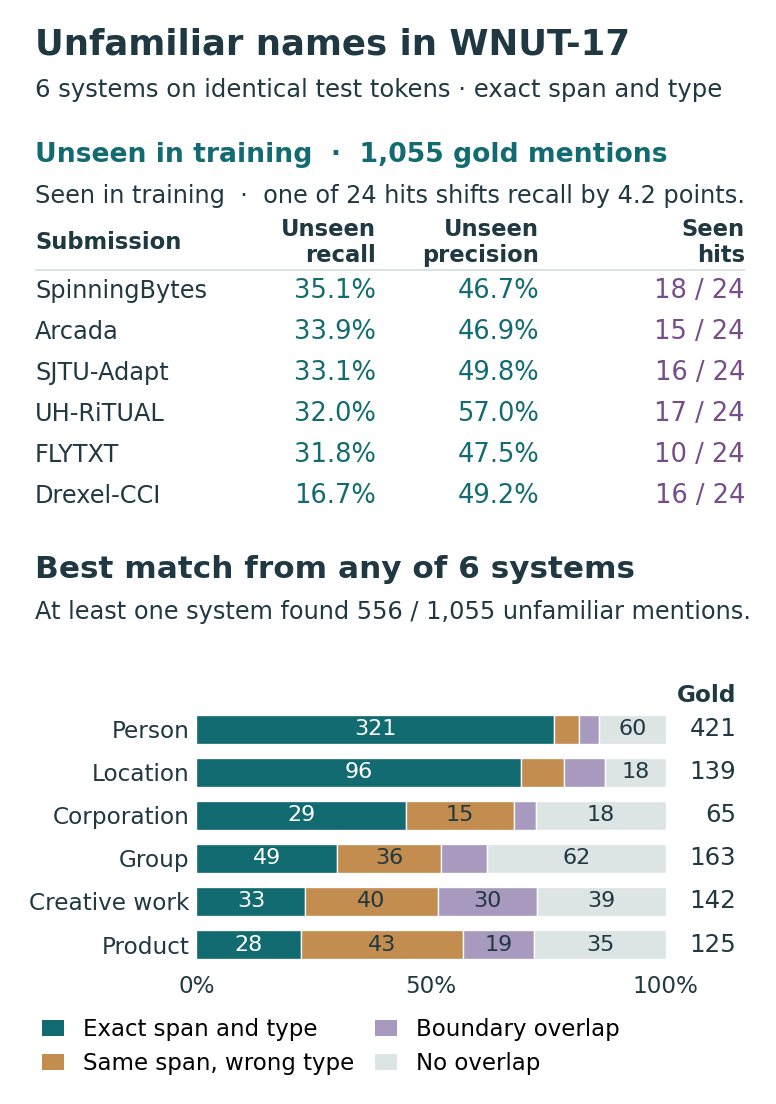 Unfamiliar names in WNUT-17
6 systems on identical test tokens · exact span and type
Unseen in training · 1,055 gold mentions
Seen in training · one of 24 hits shifts recall by 4.2 points.
Submission Unseen recall Unseen precision Seen hits
SpinningBytes 35.1% 46.7% 18 / 24
Arcada 33.9% 46.9% 15 / 24
SJTU-Adapt 33.1% 49.8% 16 / 24
UH-RiTUAL 32.0% 57.0% 17 / 24
FLYTXT 31.8% 47.5% 10 / 24
Drexel-CCI 16.7% 49.2% 16 / 24
Best match from any of 6 systems
At least one system found 556 / 1,055 unfamiliar mentions.
Gold
Person 321 60 421
Location 96 18 139
Corporation 29 15 18 65
Group 49 36 62 163
Creative work 33 40 30 39 142
Product 28 43 19 35 125
0% 50% 100%
Exact span and type Boundary overlap
Same span, wrong type No overlap